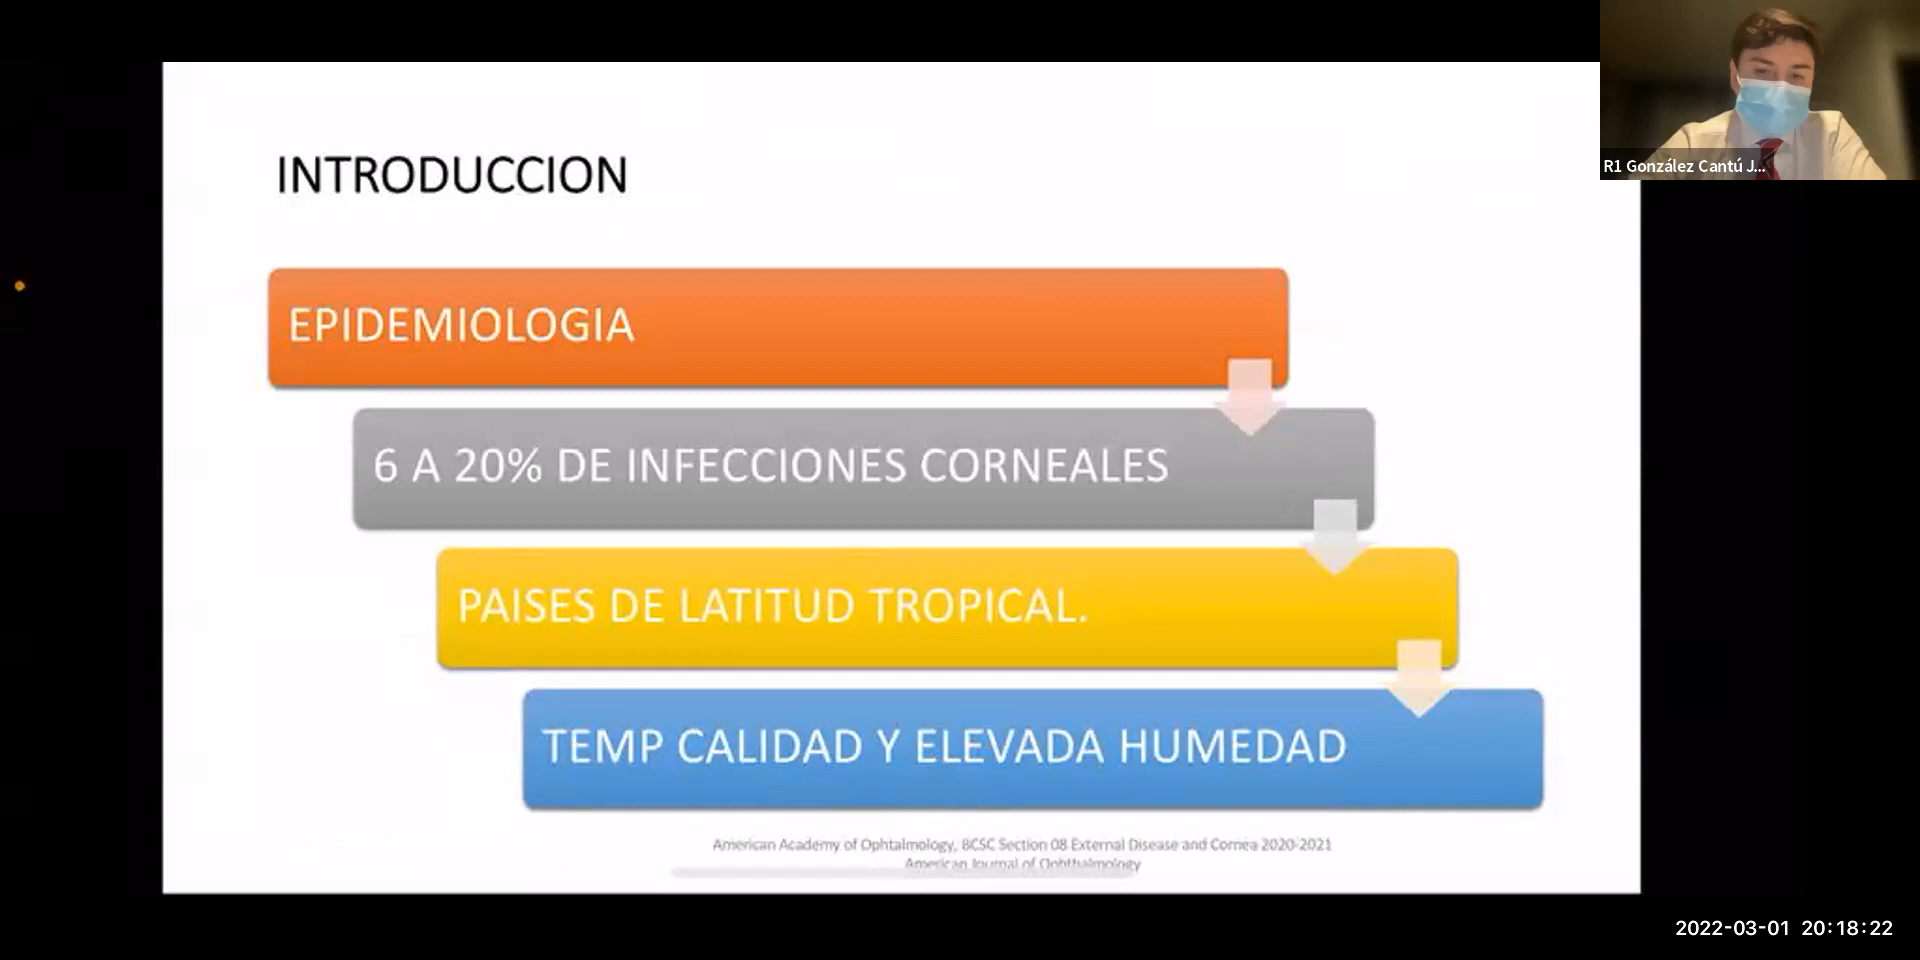 R1 González Cantú J...
INTRODUCCION
EPIDEMIOLOGIA
6 A 20% DE INFECCIONES CORNEALES
PAISES DE LATITUD TROPICAL.
TEMP CALIDAD Y ELEVADA HUMEDAD
American Academy of Ophtalmology, BCSC Section 08 External Disease and Cornea 2020-2021
American Journal of Ophthalmology
2022-03-01 20:18:22